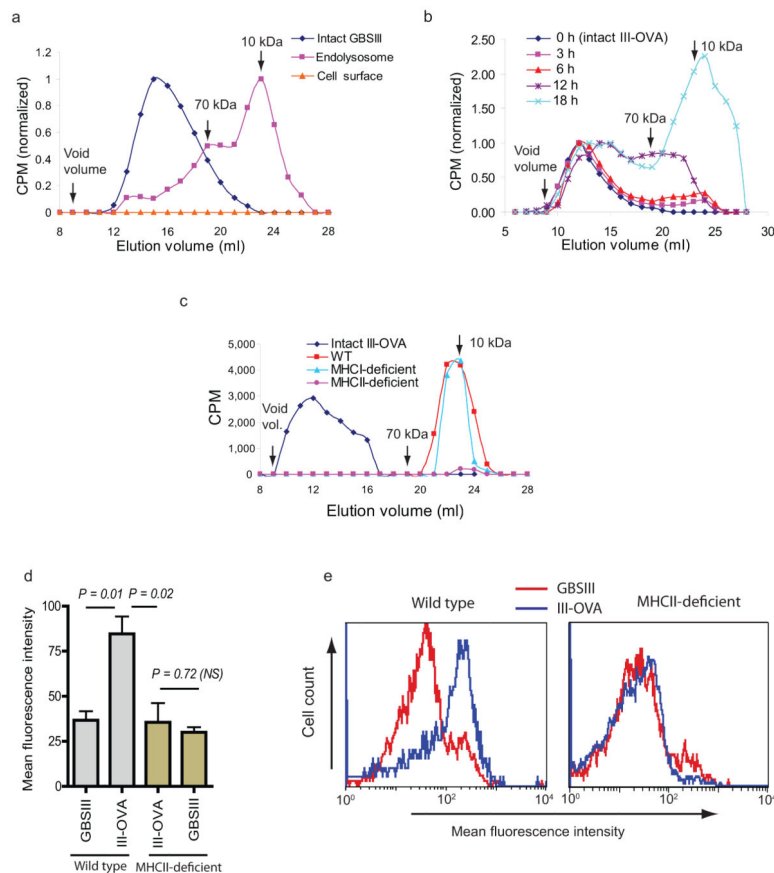 a
10 kDa
Intact GBSIII
Endolysosome
Cell surface
70 kDa
Void
volume
CPM (normalized)
1.2
1
0.8
0.6
0.4
0.2
0
8 12 16 20 24 28
Elution volume (ml)
b
0 h (intact III-OVA)
3 h
6 h
12 h
18 h
10 kDa
70 kDa
Void
volume
CPM (normalized)
2.50
2.00
1.50
1.00
0.50
0.00
5 10 15 20 25 30
Elution volume (ml)
c
Intact III-OVA
WT
MHCI-deficient
MHCII-deficient
10 kDa
Void
vol.
70 kDa
CPM
5,000
4,000
3,000
2,000
1,000
0
8 12 16 20 24 28
Elution volume (ml)
d
P = 0.01 P = 0.02
P = 0.72 (NS)
Mean fluorescence intensity
100
75
50
25
0
GBSIII
III-OVA
III-OVA
GBSIII
Wild type MHCII-deficient
e
GBSIII
III-OVA
Wild type MHCII-deficient
Cell count
10⁰ 10² 10⁴ 10⁰ 10² 10⁴
Mean fluorescence intensity